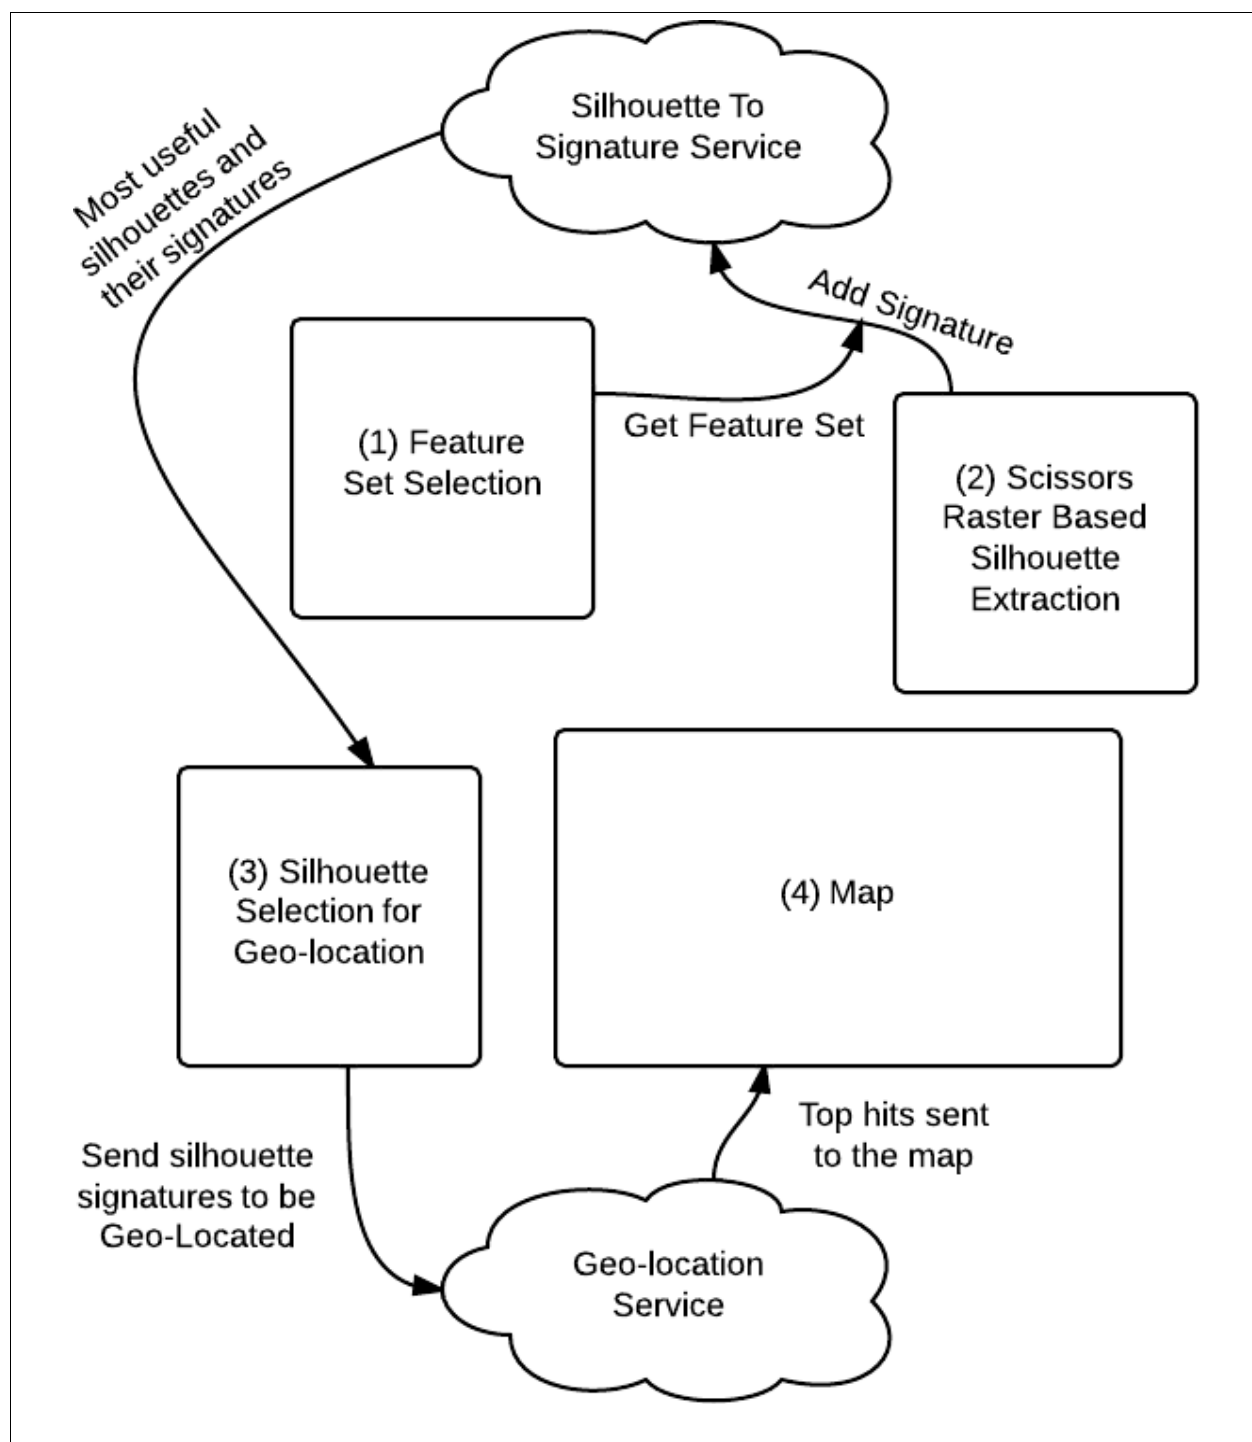 Silhouette To
Signature Service
Most useful
silhouettes and
their signatures
Add Signature
(1) Feature
Set Selection
Get Feature Set
(2) Scissors
Raster Based
Silhouette
Extraction
(3) Silhouette
Selection for
Geo-location
(4) Map
Send silhouette
signatures to be
Geo-Located
Top hits sent
to the map
Geo-location
Service